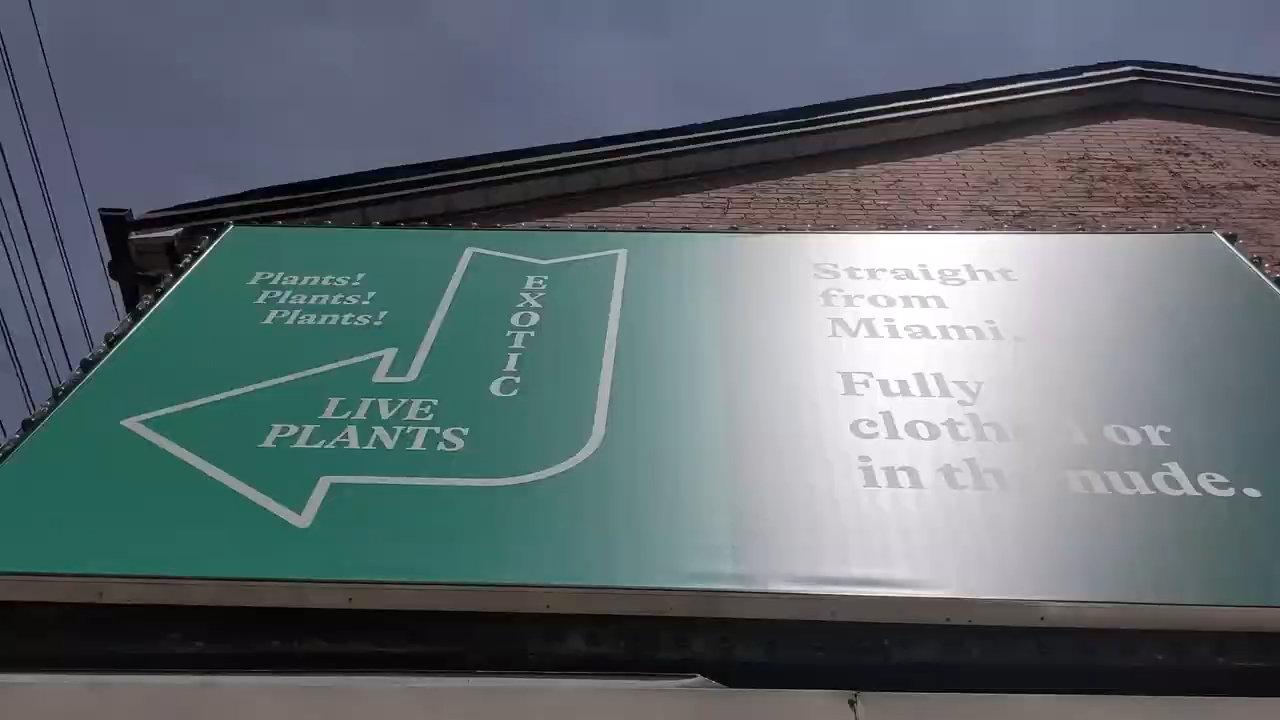 Plants!
Plants!
Plants!
EXOTIC
LIVE
PLANTS
Straight
from
Miami.
Fully
clothed or
in the nude.